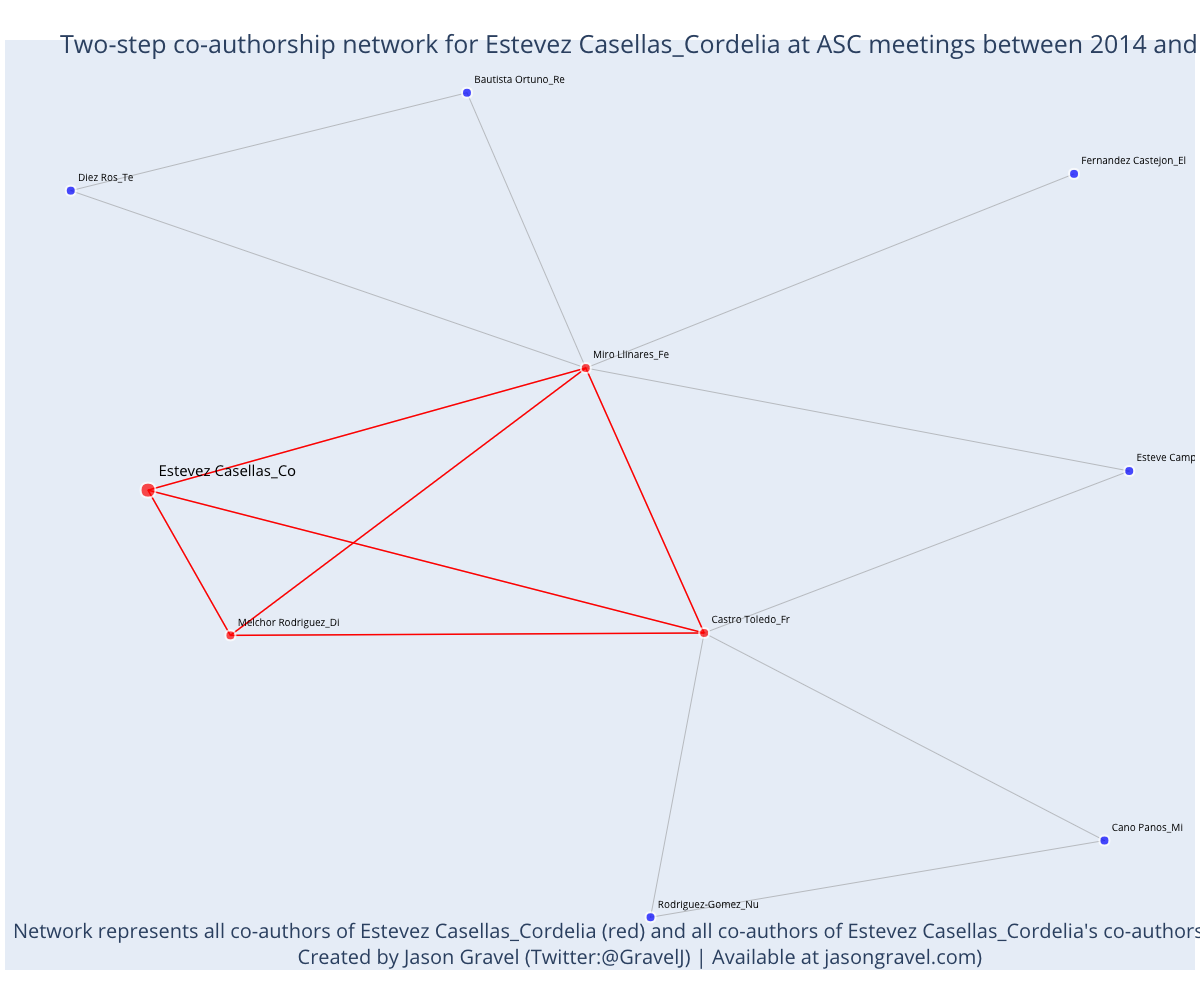 Two-step co-authorship network for Estevez Casellas_Cordelia at ASC meetings between 2014 and
Bautista Ortuno_Re
Fernandez Castejon_El
Diez Ros_Te
Miro Llinares_Fe
Esteve Camp
Estevez Casellas_Co
Melchor Rodriguez_Di
Castro Toledo_Fr
Cano Panos_Mi
Rodriguez-Gomez_Nu
Network represents all co-authors of Estevez Casellas_Cordelia (red) and all co-authors of Estevez Casellas_Cordelia's co-authors
Created by Jason Gravel (Twitter:@GravelJ) | Available at jasongravel.com)